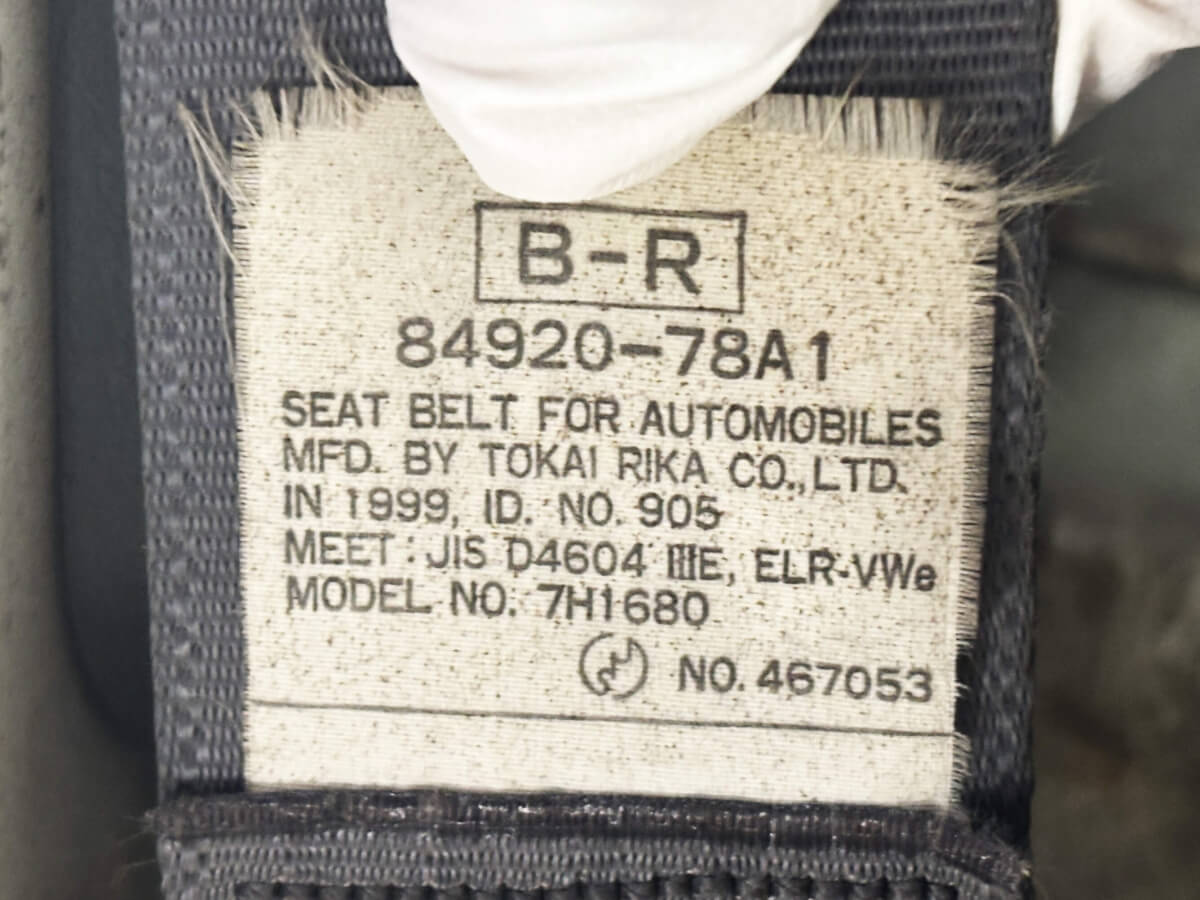 B-R
84920-78A1
SEAT BELT FOR AUTOMOBILES
MFD. BY TOKAI RIKA CO., LTD.
IN 1999, ID. NO. 905
MEET : JIS D4604 ⅢE, ELR-VWe
MODEL NO. 7H1680
NO. 467053